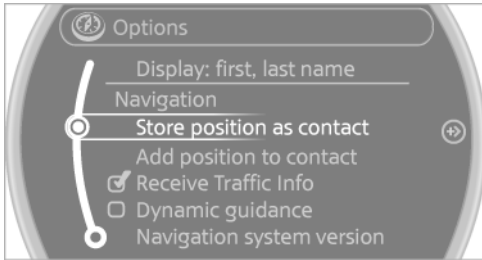 Options
Display: first, last name
Navigation
Store position as contact
Add position to contact
Receive Traffic Info
Dynamic guidance
Navigation system version